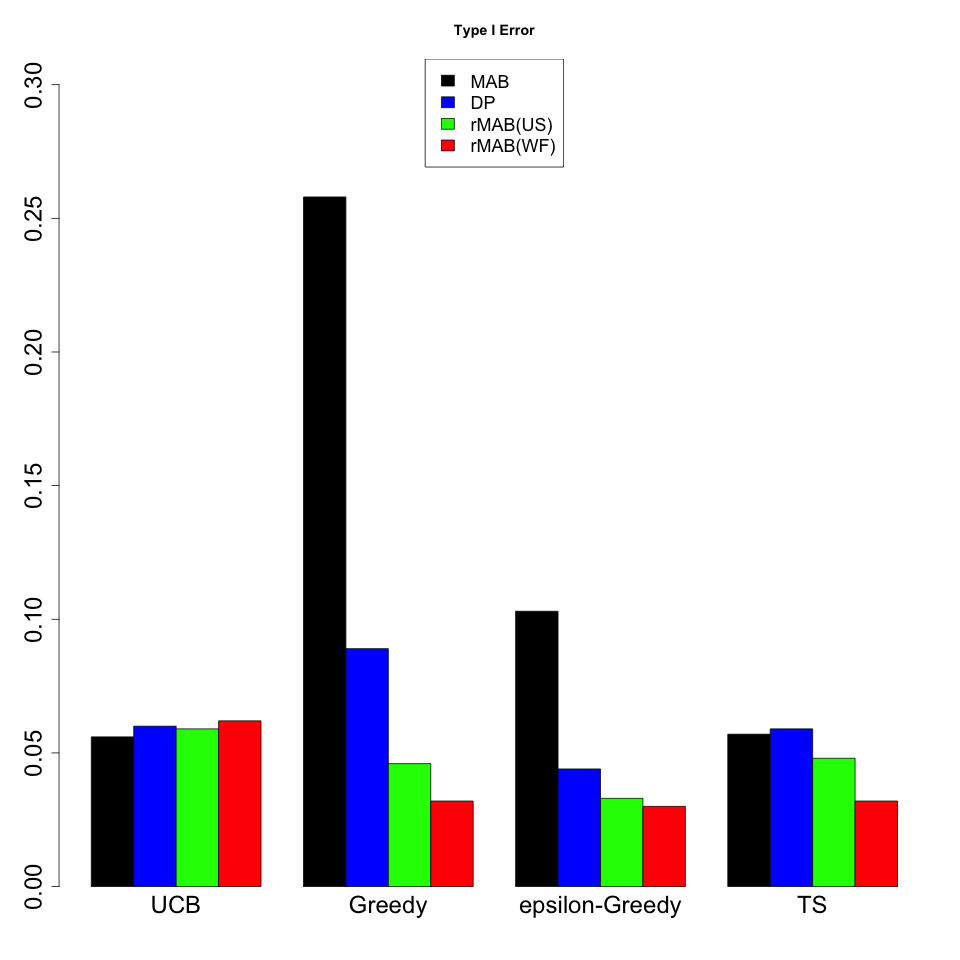 Type I Error
MAB
DP
rMAB(US)
rMAB(WF)
0.30
0.25
0.20
0.15
0.10
0.05
0.00
UCB Greedy epsilon-Greedy TS